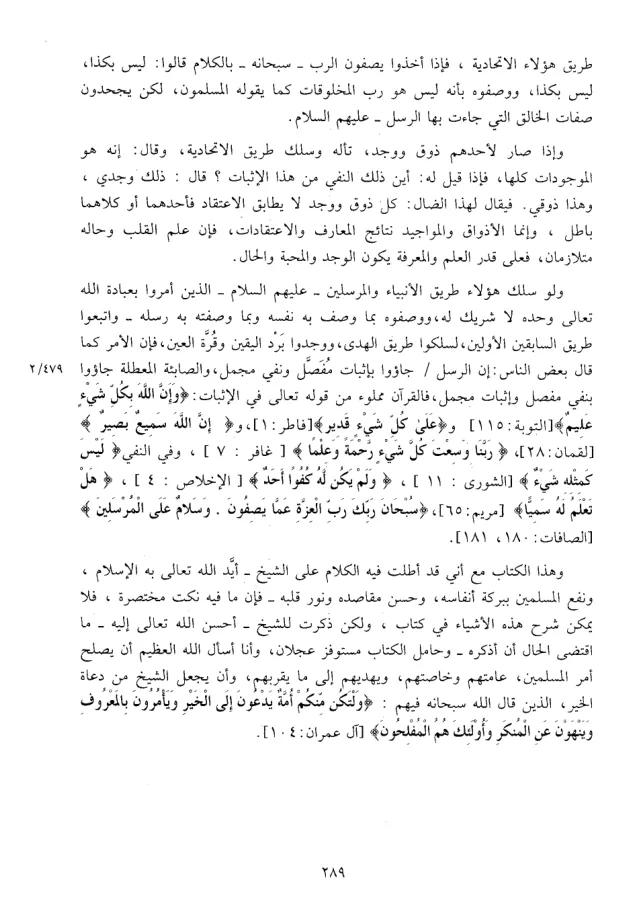 طريق هؤلاء الاتحادية ، فإذا أخذوا يصفون الرب ـ سبحانه ـ بالكلام قالوا: ليس بكذا،
ليس بكذا، ووصفوه بأنه ليس هو رب المخلوقات كما يقوله المسلمون، لكن يجحدون
صفات الخالق التي جاءت بها الرسل ـ عليهم السلام.
وإذا صار لأحدهم ذوق ووجد، تأله وسلك طريق الاتحادية، وقال: إنه هو
الموجودات كلها، فإذا قيل له: أين ذلك النفي من هذا الإثبات ؟ قال : ذلك وجدي ،
وهذا ذوقي. فيقال لهذا الضال: كل ذوق ووجد لا يطابق الاعتقاد فأحدهما أو كلاهما
باطل ، وإنما الأذواق والمواجيد نتائج المعارف والاعتقادات، فإن علم القلب وحاله
متلازمان، فعلى قدر العلم والمعرفة يكون الوجد والمحبة والحال.
ولو سلك هؤلاء طريق الأنبياء والمرسلين ـ عليهم السلام ـ الذين أمروا بعبادة الله
تعالى وحده لا شريك له،ووصفوه بما وصف به نفسه وبما وصفته به رسله ـ واتبعوا
طريق السابقين الأولين،لسلكوا طريق الهدى،ووجدوا بَرْد اليقين وقُرَّة العين،فإن الأمر كما
قال بعض الناس:إن الرسل / جاؤوا بإثبات مُفَصَّل ونفي مجمل،والصابئة المعطلة جاؤوا ٢/٤٧٩
بنفي مفصل وإثبات مجمل،فالقرآن مملوء من قوله تعالى في الإثبات:﴿وَأَنَّ اللَّهَ بِكُلِّ شَيْءٍ
عَلِيمٌ﴾[التوبة:١١٥] و﴿عَلَىٰ كُلِّ شَيْءٍ قَدِيرٌ﴾[فاطر:١]،و﴿ إِنَّ اللَّهَ سَمِيعٌ بَصِيرٌ ﴾
[لقمان:٢٨]، ﴿ رَبَّنَا وَسِعْتَ كُلَّ شَيْءٍ رَّحْمَةً وَعِلْمًا ﴾ [ غافر : ٧ ] ، وفي النفي﴿ لَيْسَ
كَمِثْلِهِ شَيْءٌ ﴾ [الشورى : ١١ ] ، ﴿ وَلَمْ يَكُن لَّهُ كُفُوًا أَحَدٌ ﴾ [الإخلاص : ٤ ] ، ﴿ هَلْ
تَعْلَمُ لَهُ سَمِيًّا﴾ [مريم:٦٥]،﴿سُبْحَانَ رَبِّكَ رَبِّ الْعِزَّةِ عَمَّا يَصِفُونَ . وَسَلامٌ عَلَى الْمُرْسَلِينَ ﴾
[الصافات:١٨٠، ١٨١].
وهذا الكتاب مع أني قد أطلت فيه الكلام على الشيخ ـ أيَّد الله تعالى به الإسلام ،
ونفع المسلمين ببركة أنفاسه، وحسن مقاصده ونور قلبه ـ فإن ما فيه نكت مختصرة ، فلا
يمكن شرح هذه الأشياء في كتاب ، ولكن ذكرت للشيخ ـ أحسن الله تعالى إليه ـ ما
اقتضى الحال أن أذكره ـ وحامل الكتاب مستوفز عجلان، وأنا أسأل الله العظيم أن يصلح
أمر المسلمين، عامتهم وخاصتهم، ويهديهم إلى ما يقربهم، وأن يجعل الشيخ من دعاة
الخير، الذين قال الله سبحانه فيهم : ﴿وَلْتَكُن مِّنكُمْ أُمَّةٌ يَدْعُونَ إِلَى الْخَيْرِ وَيَأْمُرُونَ بِالْمَعْرُوفِ
وَيَنْهَوْنَ عَنِ الْمُنكَرِ وَأُوْلَئِكَ هُمُ الْمُفْلِحُونَ﴾ [آل عمران:١٠٤].
٢٨٩